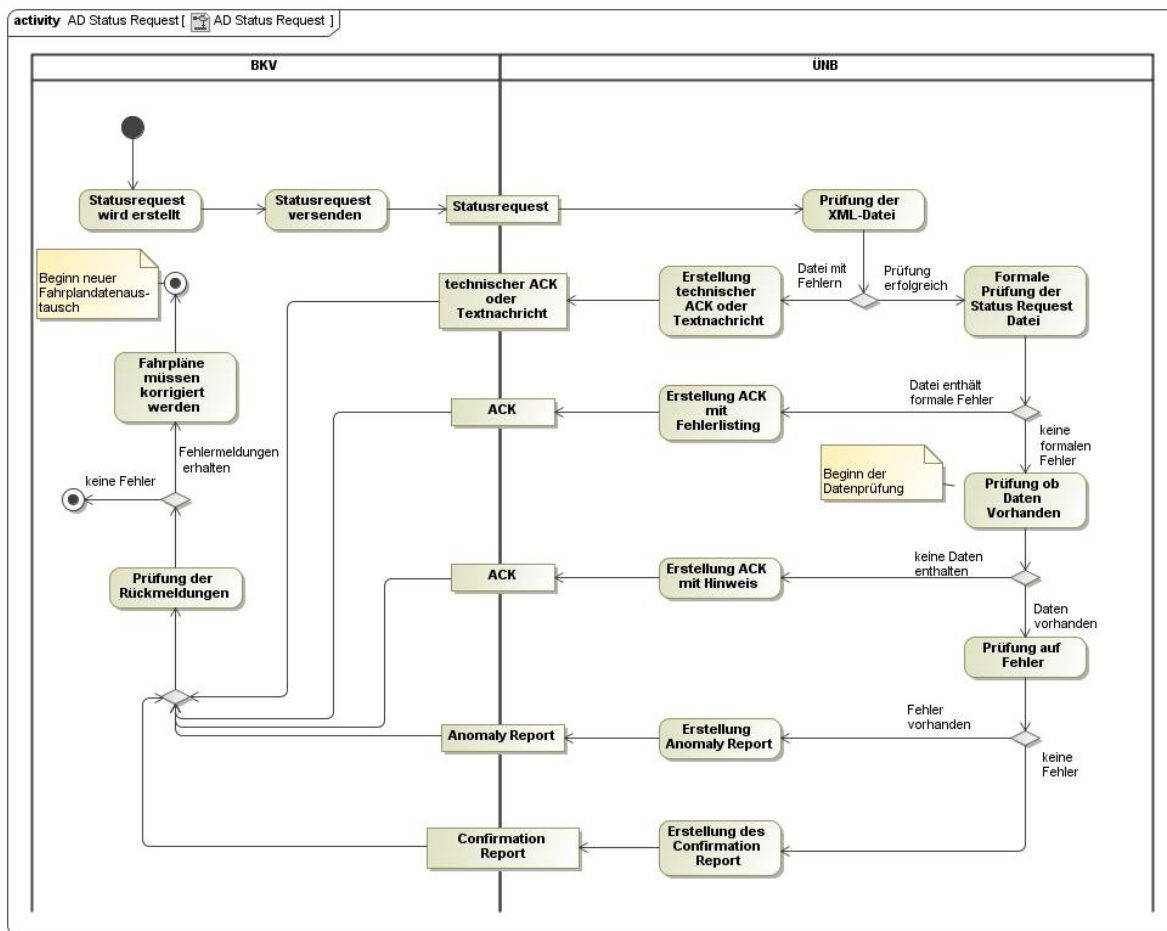 activity AD Status Request [ AD Status Request ]
BKV
ÜNB
Statusrequest
wird erstellt
Statusrequest
versenden
Statusrequest
Prüfung der
XML-Datei
Beginn neuer
Fahrplandatenaus-
tausch
technischer ACK
oder
Textnachricht
Erstellung
technischer
ACK oder
Textnachricht
Datei mit
Fehlern
Prüfung
erfolgreich
Formale
Prüfung der
Status Request
Datei
Fahrpläne
müssen
korrigiert
werden
ACK
Erstellung ACK
mit
Fehlerlisting
Datei enthält
formale Fehler
keine
formalen
Fehler
Fehlermeldungen
erhalten
keine Fehler
Beginn der
Datenprüfung
Prüfung ob
Daten
Vorhanden
Prüfung der
Rückmeldungen
ACK
Erstellung ACK
mit Hinweis
keine Daten
enthalten
Daten
vorhanden
Prüfung auf
Fehler
Anomaly Report
Erstellung
Anomaly Report
Fehler
vorhanden
keine
Fehler
Confirmation
Report
Erstellung des
Confirmation
Report